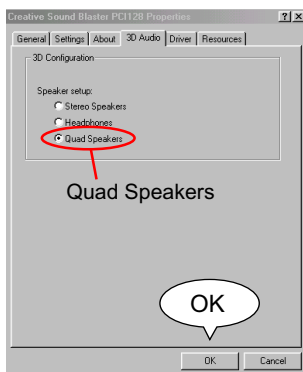 Creative Sound Blaster PCI128 Properties ? ×
General Settings About 3D Audio Driver Resources
3D Configuration
Speaker setup:
Stereo Speakers
Headphones
Quad Speakers
Quad Speakers
OK
OK Cancel